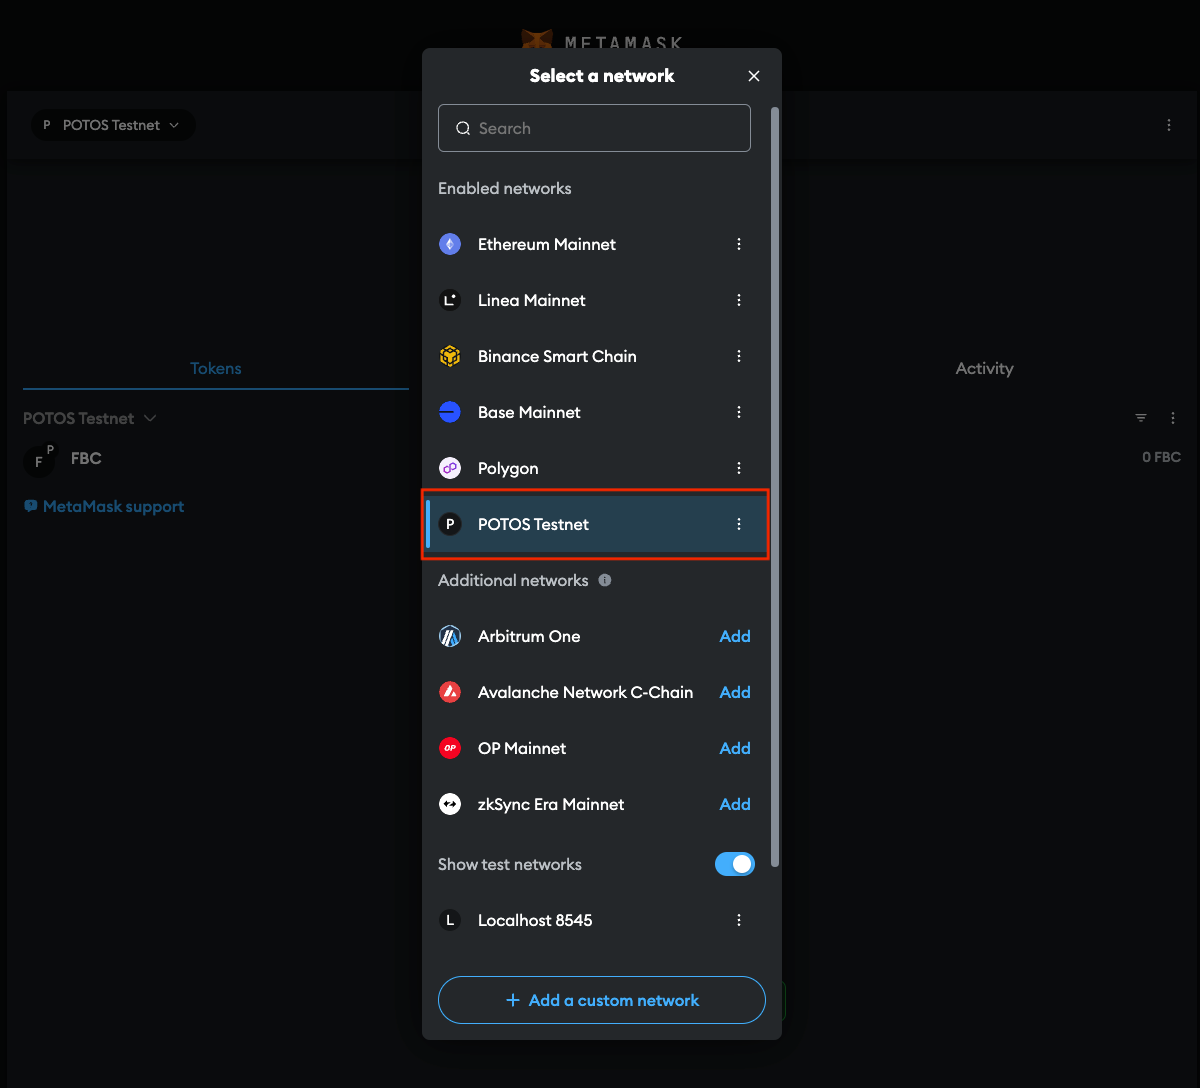 METAMASK
Select a network
P POTOS Testnet
Search
Enabled networks
Ethereum Mainnet
L Linea Mainnet
Binance Smart Chain
Tokens
Activity
Base Mainnet
POTOS Testnet
P
F FBC
0 FBC
Polygon
MetaMask support
P POTOS Testnet
Additional networks
Arbitrum One Add
Avalanche Network C-Chain Add
OP OP Mainnet Add
zkSync Era Mainnet Add
Show test networks
L Localhost 8545
+ Add a custom network